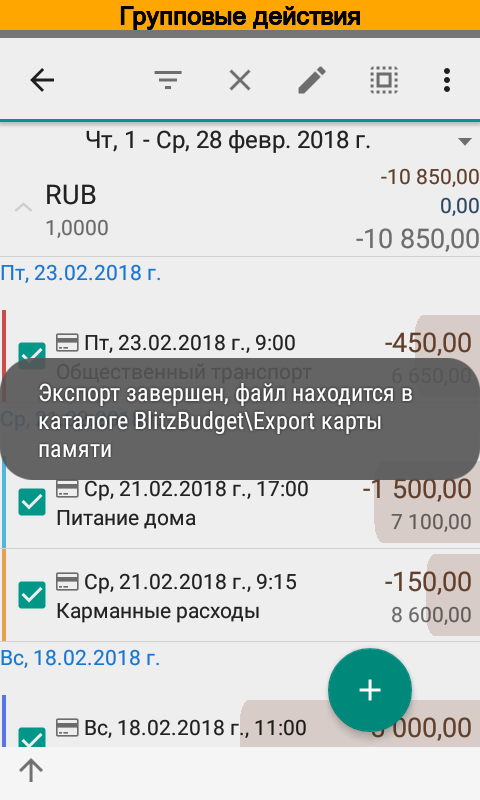 Групповые действия
Чт, 1 - Ср, 28 февр. 2018 г.
RUB
-10 850,00
0,00
1,0000
-10 850,00
Пт, 23.02.2018 г.
Пт, 23.02.2018 г., 9:00
-450,00
Общественный транспорт
6 650,00
Экспорт завершен, файл находится в
каталоге BlitzBudget\Export карты
памяти
Ср, 21.02.2018 г., 17:00
-1 500,00
Питание дома
7 100,00
Ср, 21.02.2018 г., 9:15
-150,00
Карманные расходы
8 600,00
Вс, 18.02.2018 г.
Вс, 18.02.2018 г., 11:00
000,00